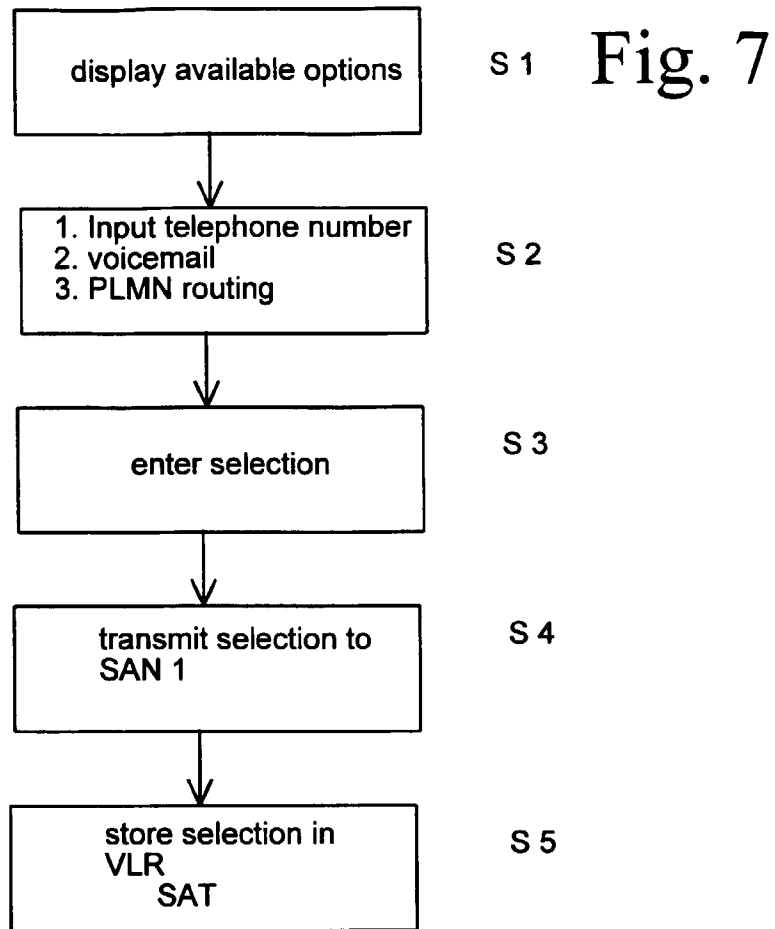 display available options
S 1
Fig. 7
1. Input telephone number
2. voicemail
3. PLMN routing
S 2
enter selection
S 3
transmit selection to
SAN 1
S 4
store selection in
VLR
SAT
S 5